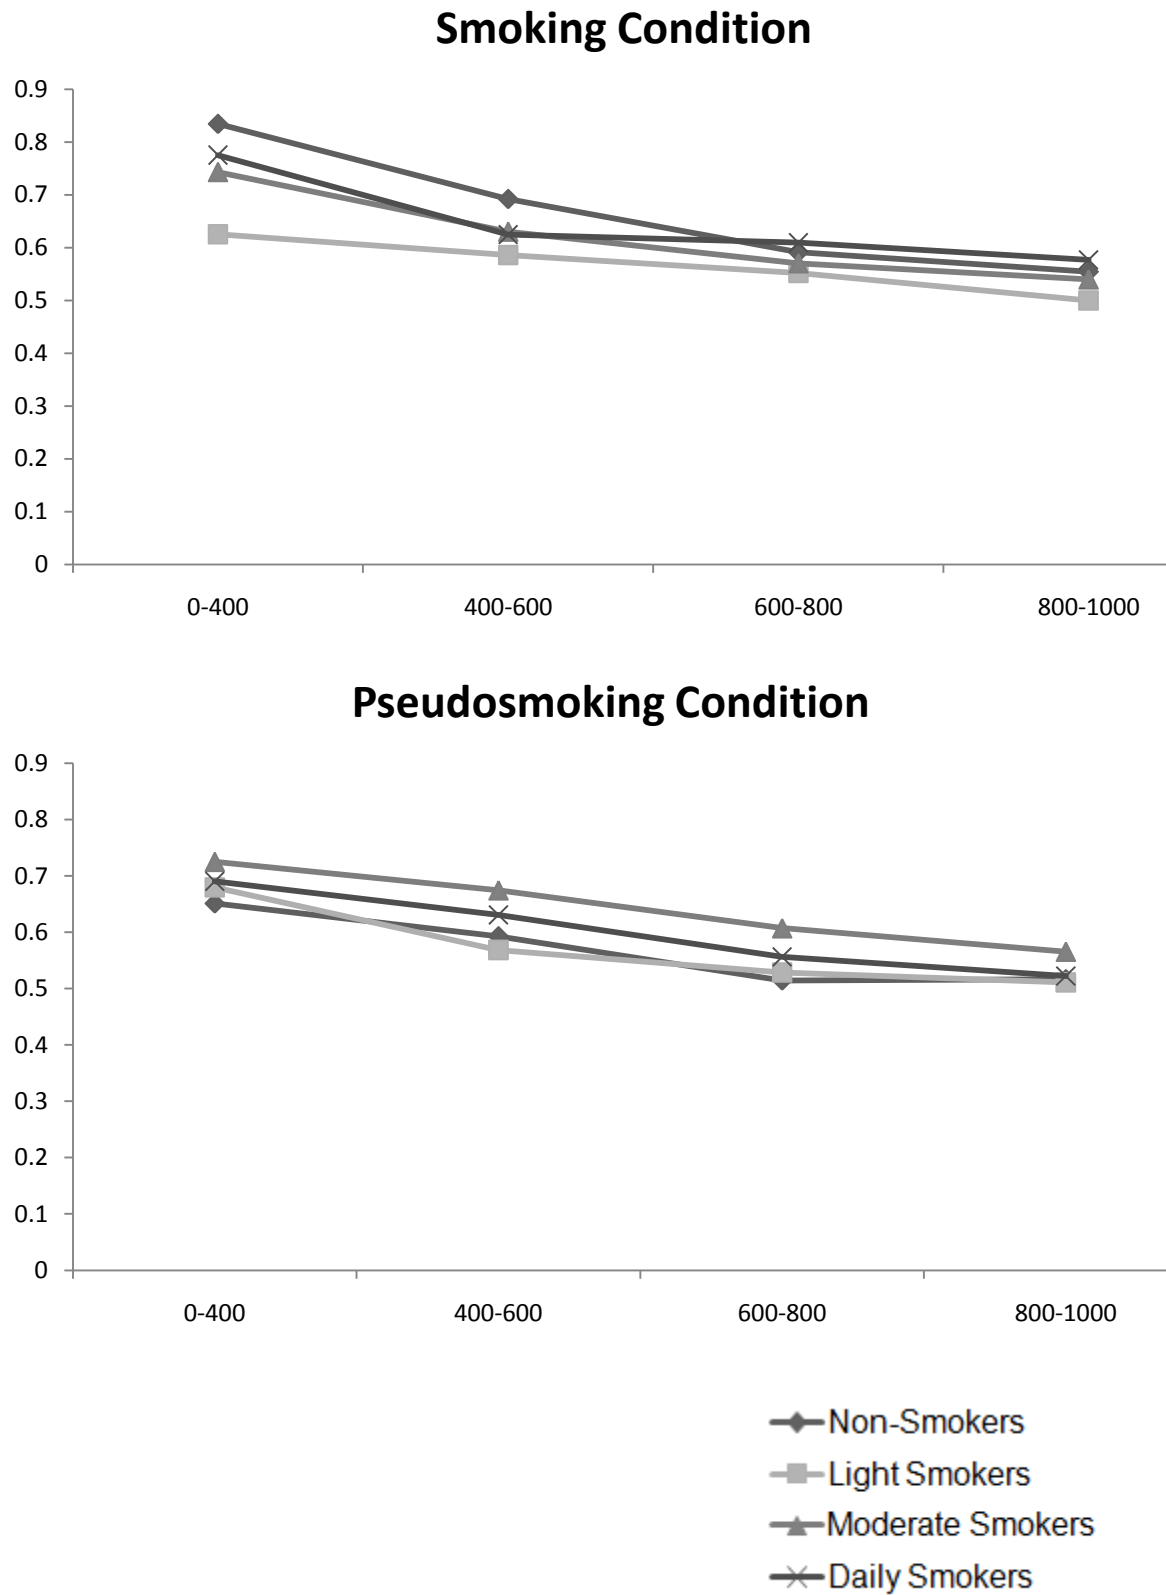 Smoking Condition
0.9
0.8
0.7
0.6
0.5
0.4
0.3
0.2
0.1
0
0-400 400-600 600-800 800-1000
Pseudosmoking Condition
0.9
0.8
0.7
0.6
0.5
0.4
0.3
0.2
0.1
0
0-400 400-600 600-800 800-1000
Non-Smokers
Light Smokers
Moderate Smokers
Daily Smokers